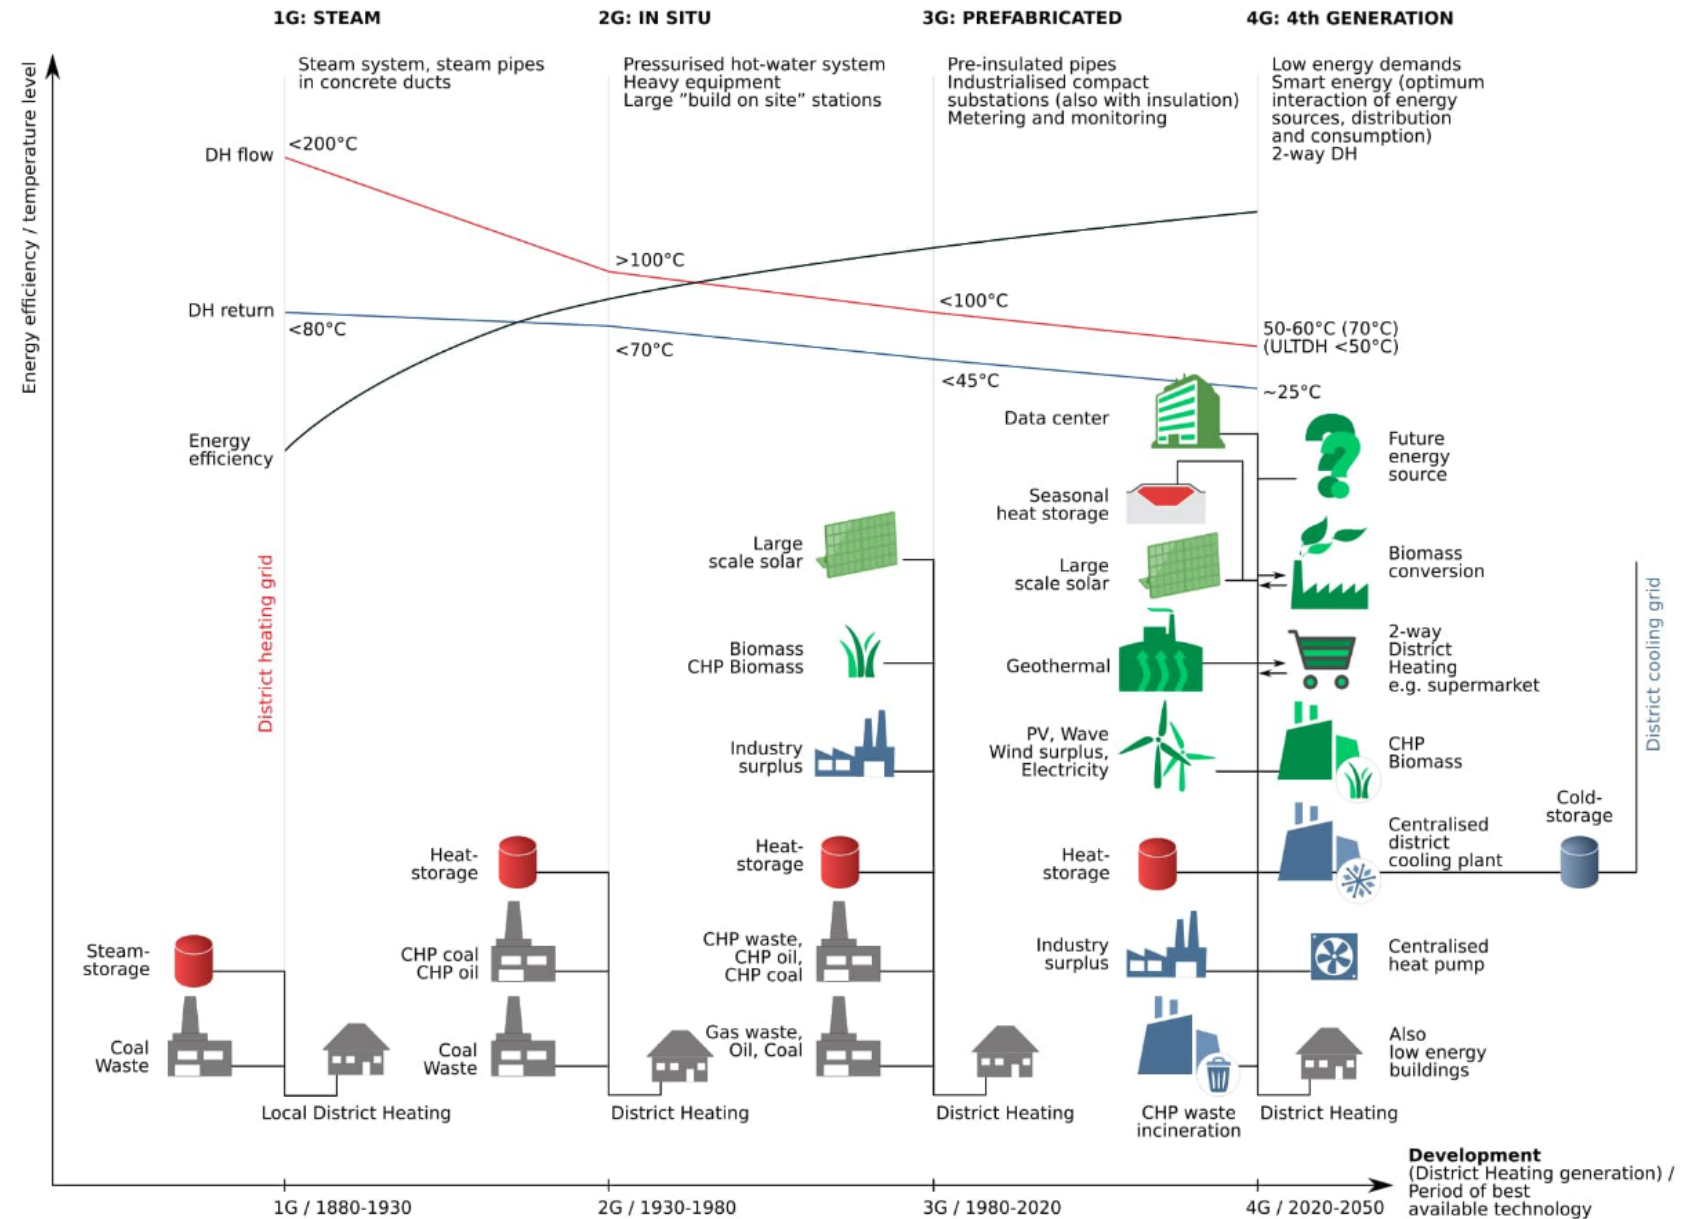 1G: STEAM
2G: IN SITU
3G: PREFABRICATED
4G: 4th GENERATION
Steam system, steam pipes
in concrete ducts
Pressurised hot-water system
Heavy equipment
Large ”build on site” stations
Pre-insulated pipes
Industrialised compact
substations (also with insulation)
Metering and monitoring
Low energy demands
Smart energy (optimum
interaction of energy
sources, distribution
and consumption)
2-way DH
Energy efficiency / temperature level
DH flow
<200°C
>100°C
<100°C
50-60°C (70°C)
(ULTDH <50°C)
DH return
<80°C
<70°C
<45°C
~25°C
Energy
efficiency
District heating grid
Steam-
storage
Coal
Waste
Local District Heating
Heat-
storage
CHP coal
CHP oil
Coal
Waste
District Heating
Large
scale solar
Biomass
CHP Biomass
Industry
surplus
Heat-
storage
CHP waste,
CHP oil,
CHP coal
Gas waste,
Oil, Coal
District Heating
Data center
Seasonal
heat storage
Large
scale solar
Geothermal
PV, Wave
Wind surplus,
Electricity
Heat-
storage
Industry
surplus
CHP waste
incineration
Future
energy
source
Biomass
conversion
2-way
District
Heating
e.g. supermarket
CHP
Biomass
Centralised
district
cooling plant
Centralised
heat pump
Also
low energy
buildings
District Heating
Cold-
storage
District cooling grid
Development
(District Heating generation) /
Period of best
available technology
1G / 1880-1930
2G / 1930-1980
3G / 1980-2020
4G / 2020-2050